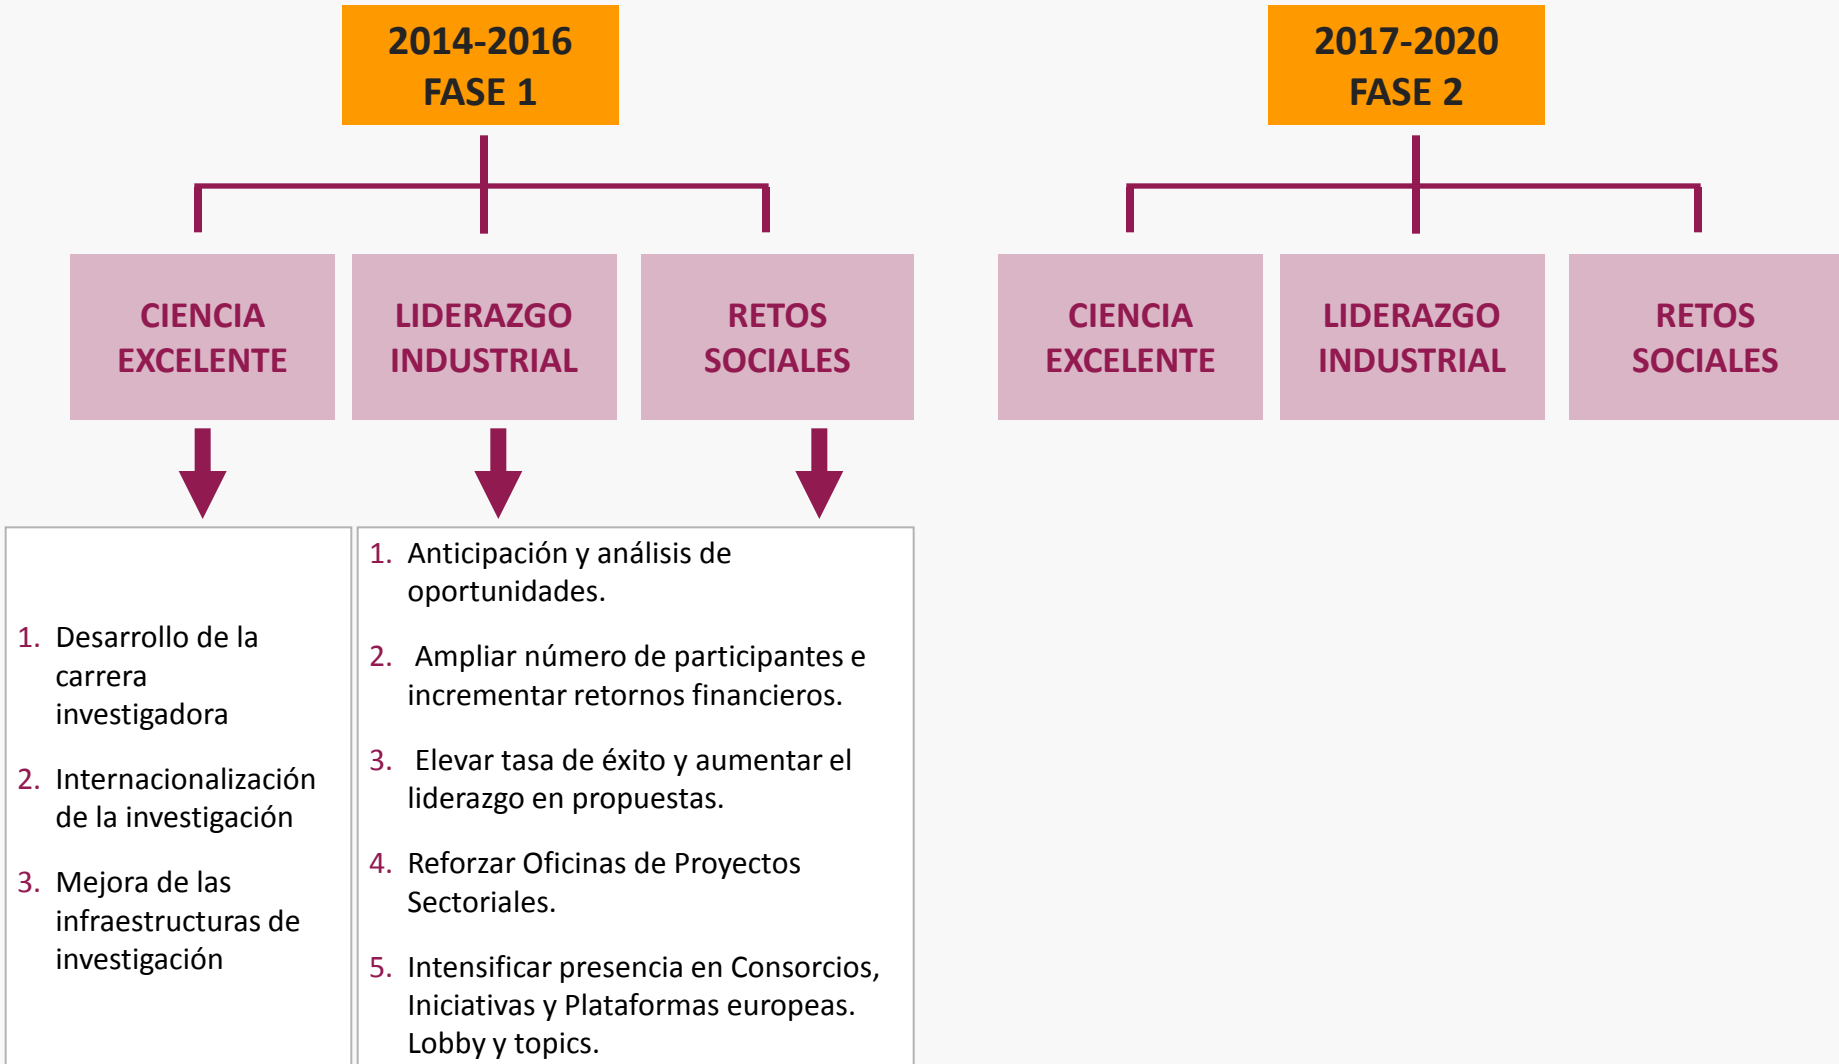 2014-2016
FASE 1
2017-2020
FASE 2
CIENCIA
EXCELENTE
LIDERAZGO
INDUSTRIAL
RETOS
SOCIALES
CIENCIA
EXCELENTE
LIDERAZGO
INDUSTRIAL
RETOS
SOCIALES
1. Desarrollo de la
carrera
investigadora
2. Internacionalización
de la investigación
3. Mejora de las
infraestructuras de
investigación
1. Anticipación y análisis de
oportunidades.
2. Ampliar número de participantes e
incrementar retornos financieros.
3. Elevar tasa de éxito y aumentar el
liderazgo en propuestas.
4. Reforzar Oficinas de Proyectos
Sectoriales.
5. Intensificar presencia en Consorcios,
Iniciativas y Plataformas europeas.
Lobby y topics.